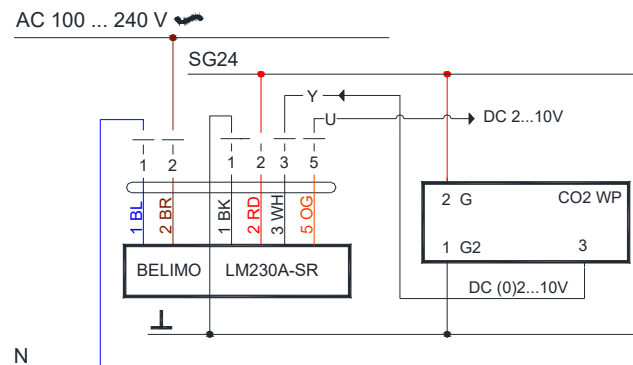 AC 100 ... 240 V
SG24
Y
U
DC 2...10V
1 2 1 2 3 5
1 BL
2 BR
1 BK
2 RD
3 WH
5 OG
2 G CO2 WP
1 G2 3
BELIMO LM230A-SR
DC (0)2...10V
N